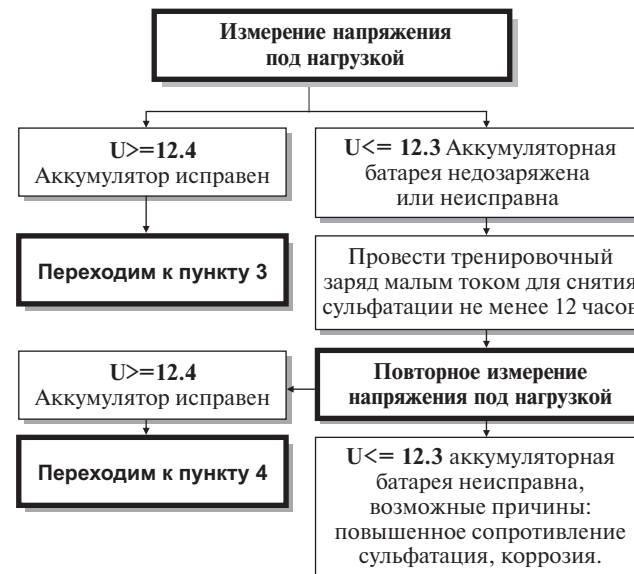 Измерение напряжения
под нагрузкой
U>=12.4
Аккумулятор исправен
U<= 12.3 Аккумуляторная
батарея недозаряжена
или неисправна
Переходим к пункту 3
Провести тренировочный
заряд малым током для снятия
сульфатации не менее 12 часов
U>=12.4
Аккумулятор исправен
Повторное измерение
напряжения под нагрузкой
Переходим к пункту 4
U<= 12.3 аккумуляторная
батарея неисправна,
возможные причины:
повышенное сопротивление
сульфатация, коррозия.